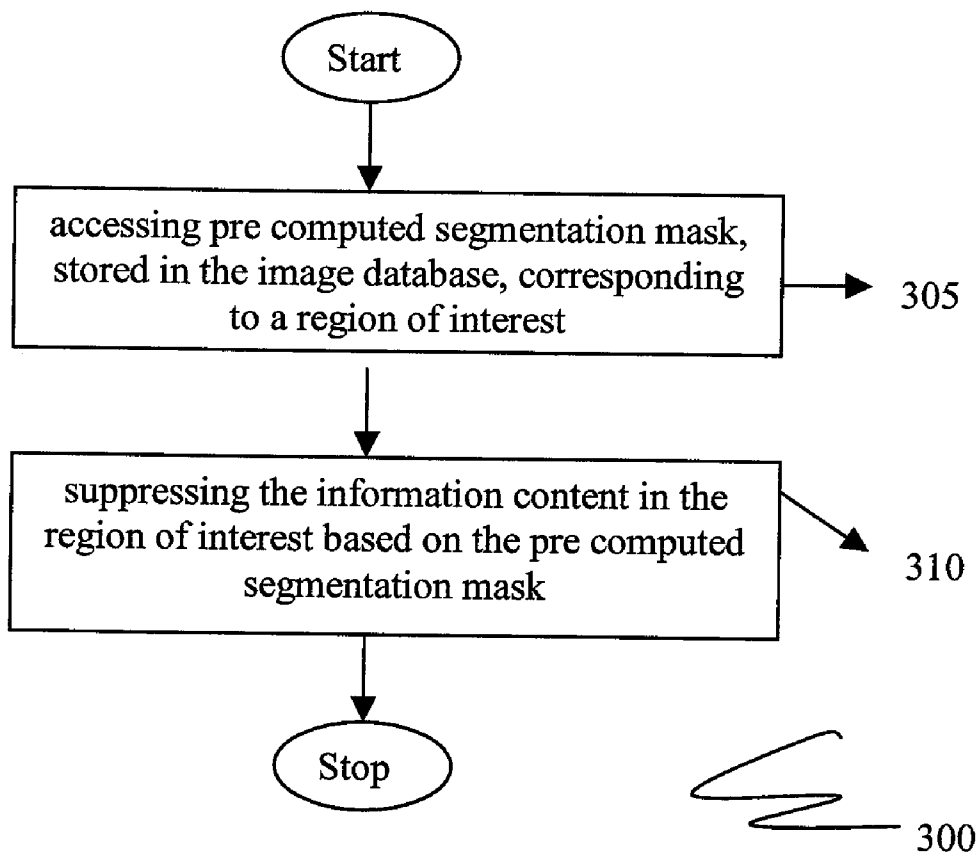 Start
accessing pre computed segmentation mask,
stored in the image database, corresponding
to a region of interest
305
suppressing the information content in the
region of interest based on the pre computed
segmentation mask
310
Stop
300